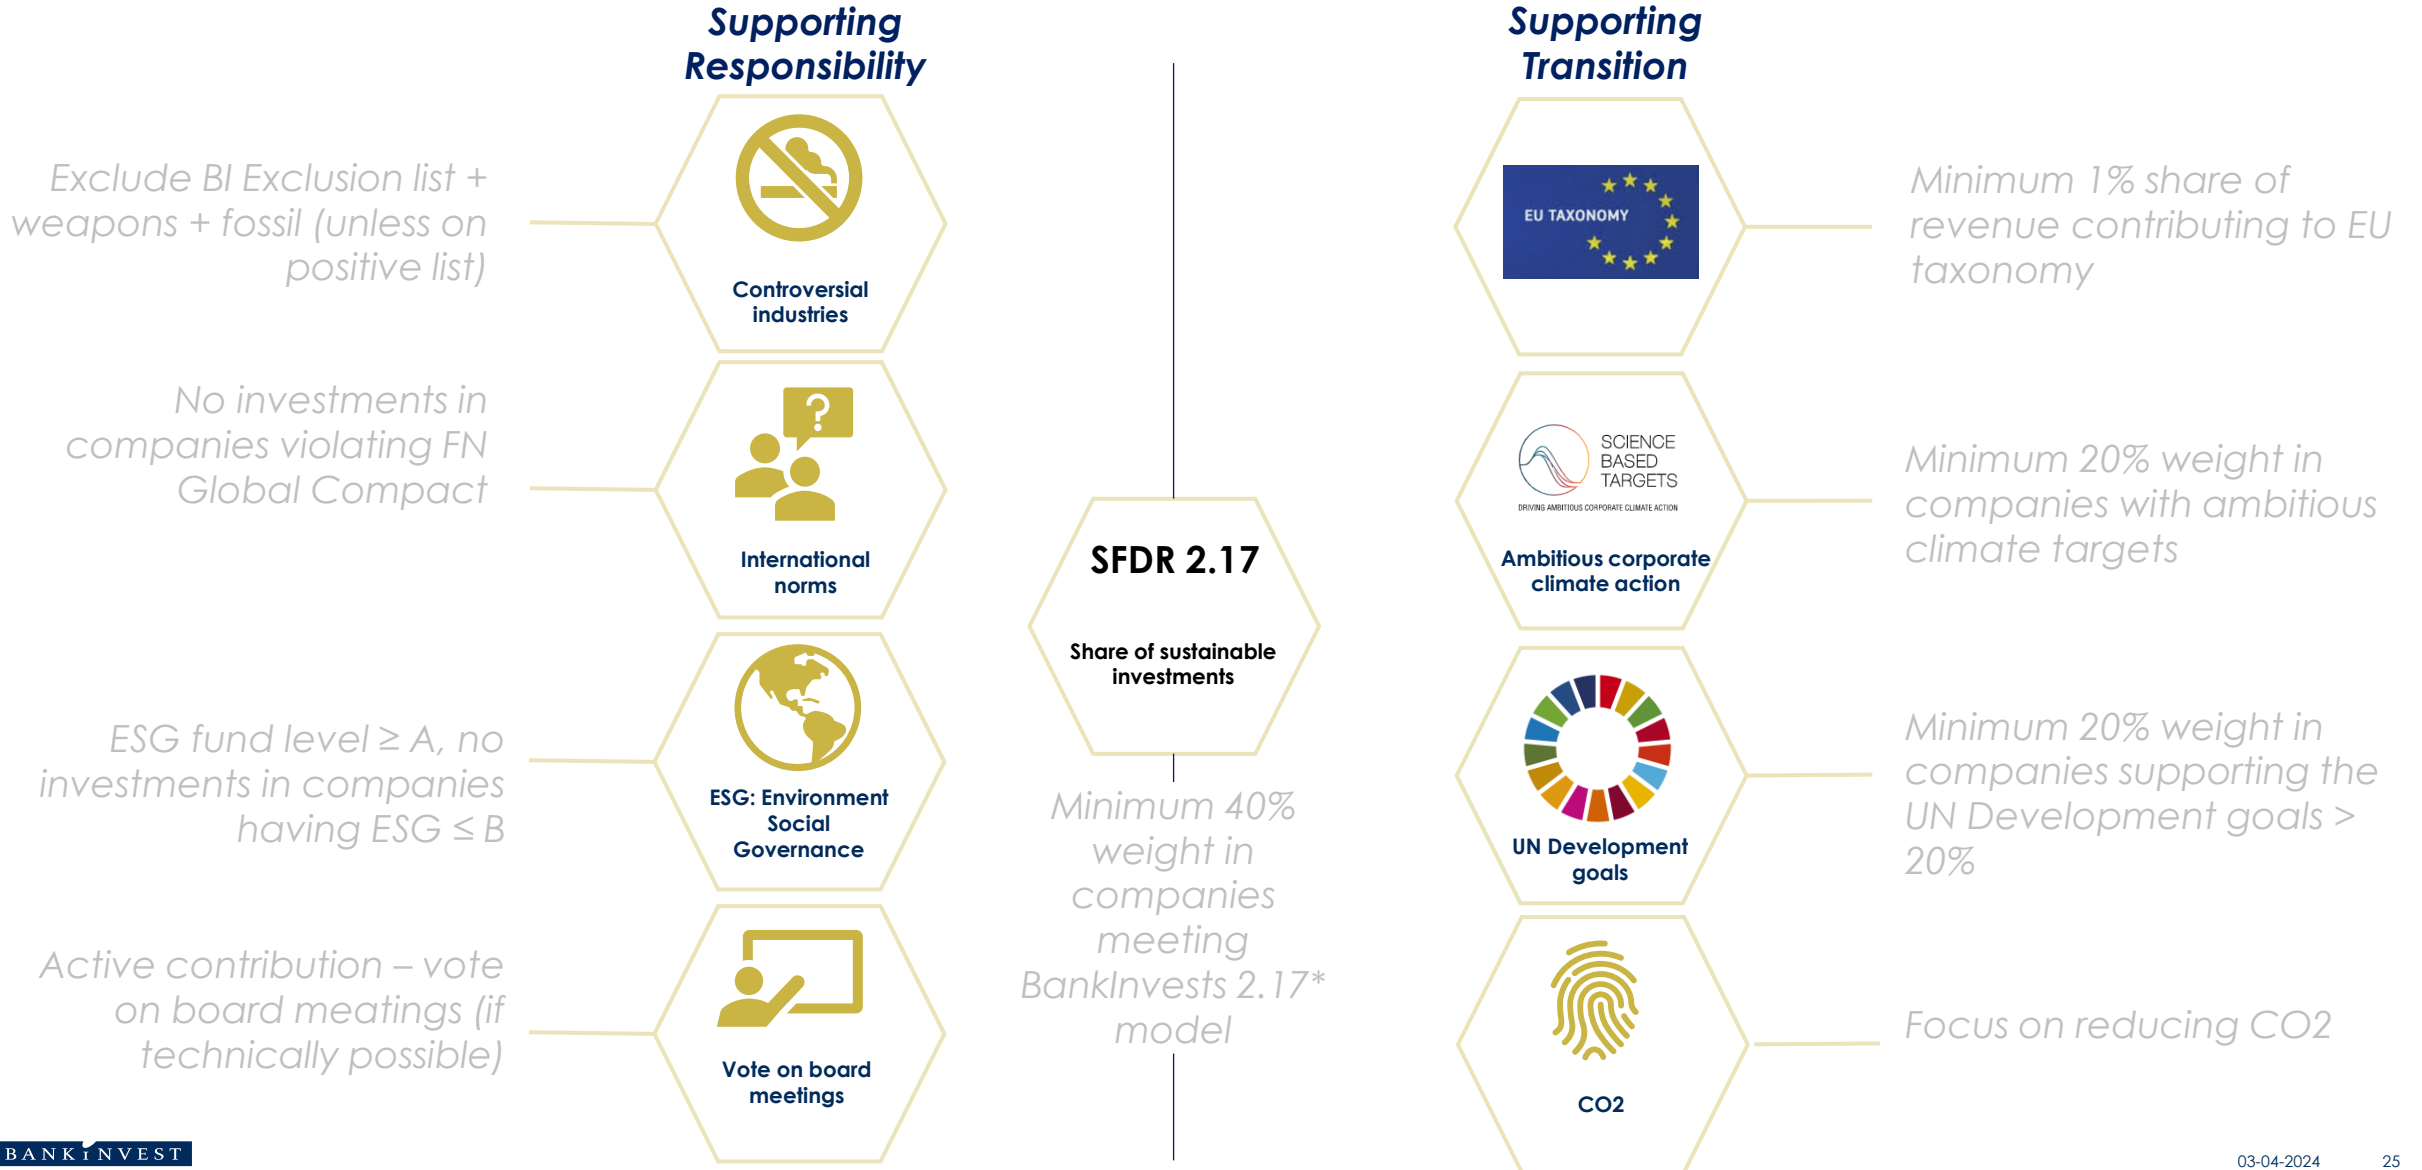 Supporting
Responsibility
Exclude BI Exclusion list +
weapons + fossil (unless on
positive list)
Controversial
industries
No investments in
companies violating FN
Global Compact
?
International
norms
ESG fund level ≥ A, no
investments in companies
having ESG ≤ B
ESG: Environment
Social
Governance
Active contribution – vote
on board meatings (if
technically possible)
Vote on board
meetings
SFDR 2.17
Share of sustainable
investments
Minimum 40%
weight in
companies
meeting
BankInvests 2.17*
model
Supporting
Transition
EU TAXONOMY
Minimum 1% share of
revenue contributing to EU
taxonomy
SCIENCE
BASED
TARGETS
DRIVING AMBITIOUS CORPORATE CLIMATE ACTION
Ambitious corporate
climate action
Minimum 20% weight in
companies with ambitious
climate targets
UN Development
goals
Minimum 20% weight in
companies supporting the
UN Development goals >
20%
CO2
Focus on reducing CO2
BANKINVEST
03-04-2024 25